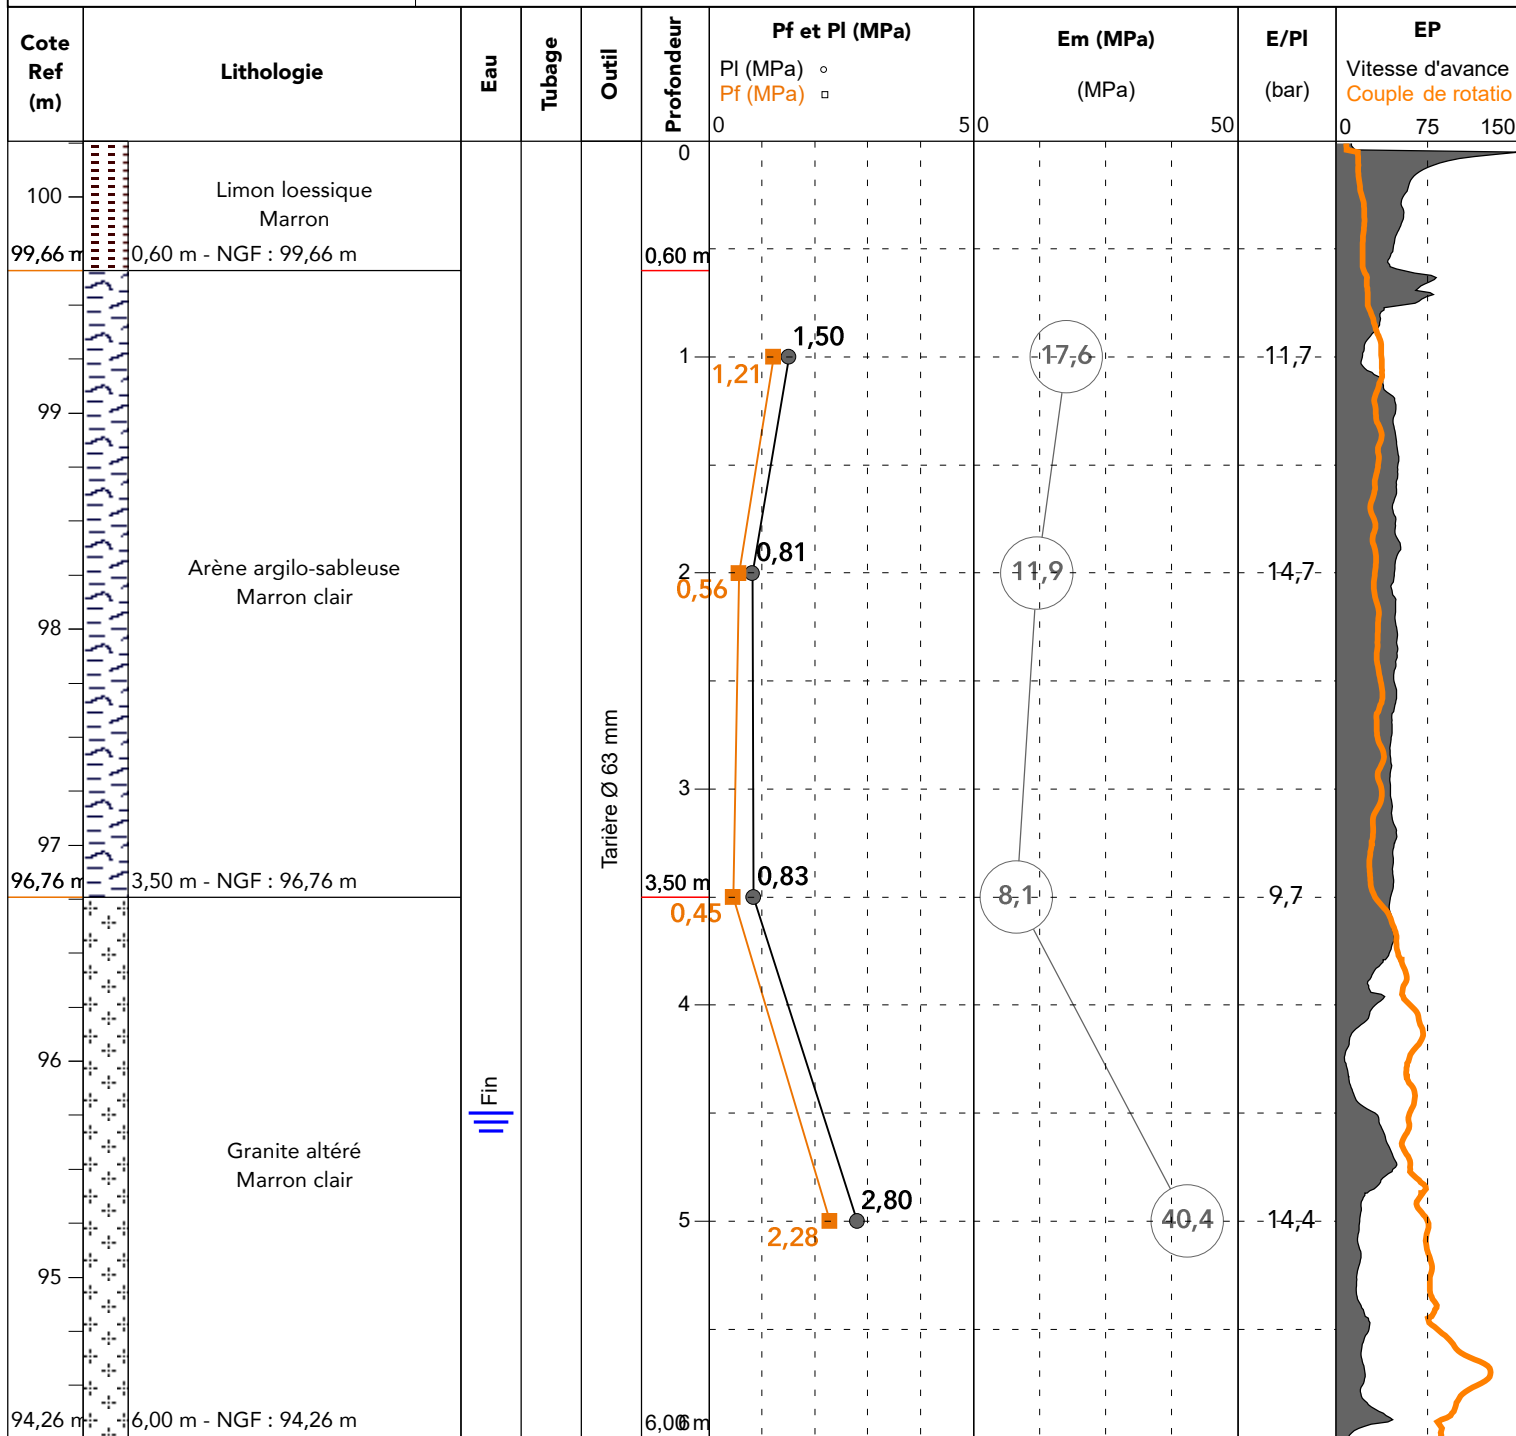 Cote
Ref
(m)
Lithologie
Eau
Tubage
Outil
Profondeur
Pf et Pl (MPa)
Pl (MPa)
Pf (MPa)
0 5
Em (MPa)
(MPa)
0 50
E/Pl
(bar)
EP
Vitesse d'avance
Couple de rotatio
0 75 150
0
100
Limon loessique
Marron
99,66 m
0,60 m - NGF : 99,66 m
0,60 m
1,50
1 1,21 17,6 11,7
99
0,81
2 0,56 11,9 14,7
Arène argilo-sableuse
Marron clair
98
Tarière Ø 63 mm
3
97
96,76 m
3,50 m - NGF : 96,76 m
3,50 m
0,83
0,45 8,1 9,7
4
96
Fin
Granite altéré
Marron clair
2,80
5 2,28 40,4 14,4
95
94,26 m
6,00 m - NGF : 94,26 m
6,00 m
6